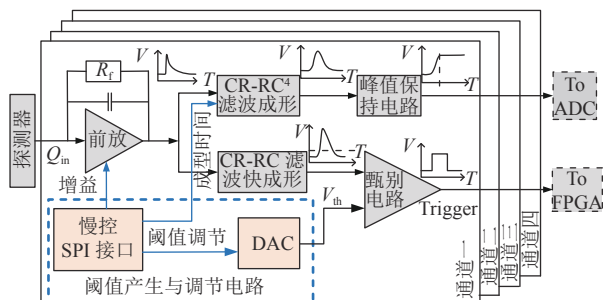 V
T
V
T
V
T
R_f
CR-RC⁴
滤波成形
峰值保
持电路
To
ADC
探测器
Q_in
前放
成型时间
V
T
V
T
CR-RC 滤
波快成形
甄别
电路
To
FPGA
增益
V_th
Trigger
慢控
SPI 接口
阈值调节
DAC
阈值产生与调节电路
通道一
通道二
通道三
通道四